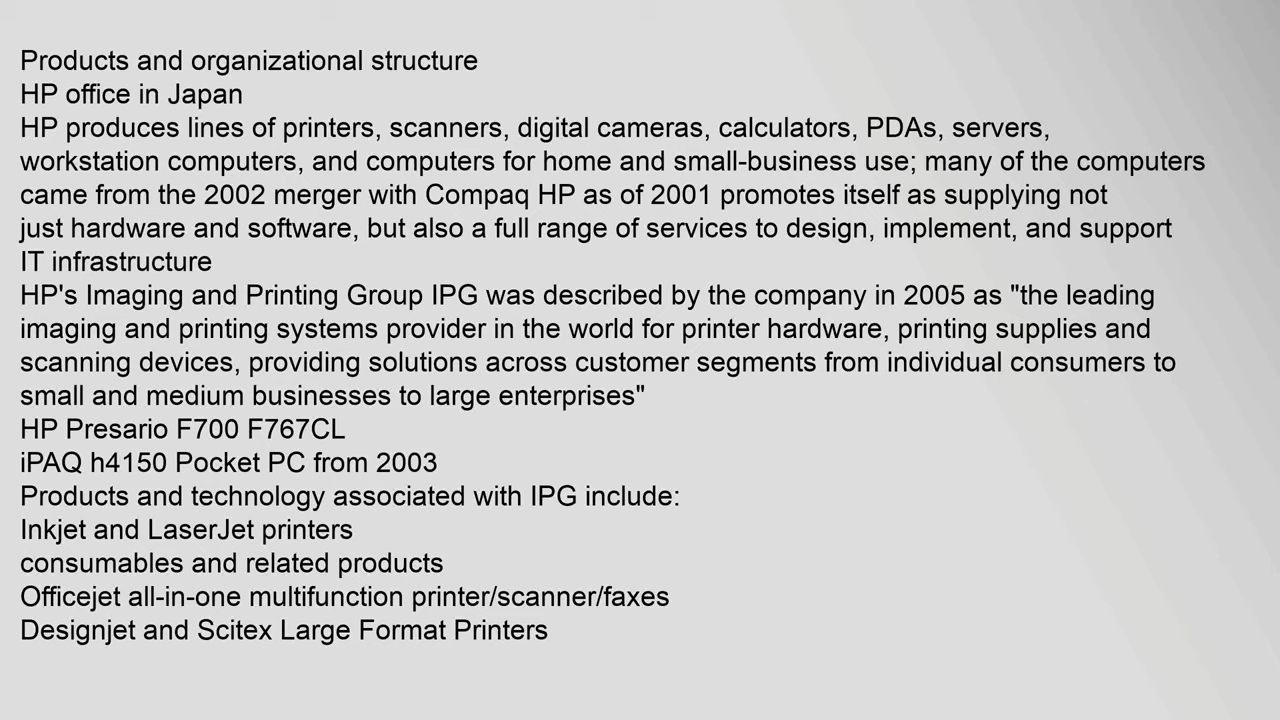 Products and organizational structure
HP office in Japan
HP produces lines of printers, scanners, digital cameras, calculators, PDAs, servers,
workstation computers, and computers for home and small-business use; many of the computers
came from the 2002 merger with Compaq HP as of 2001 promotes itself as supplying not
just hardware and software, but also a full range of services to design, implement, and support
IT infrastructure
HP's Imaging and Printing Group IPG was described by the company in 2005 as "the leading
imaging and printing systems provider in the world for printer hardware, printing supplies and
scanning devices, providing solutions across customer segments from individual consumers to
small and medium businesses to large enterprises"
HP Presario F700 F767CL
iPAQ h4150 Pocket PC from 2003
Products and technology associated with IPG include:
Inkjet and LaserJet printers
consumables and related products
Officejet all-in-one multifunction printer/scanner/faxes
Designjet and Scitex Large Format Printers